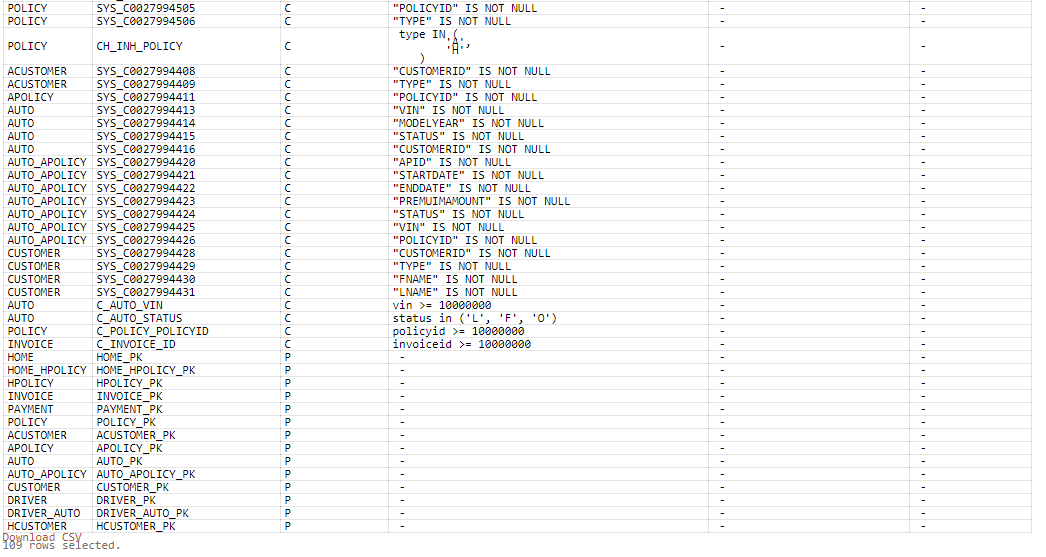 POLICY SYS_C0027994505 C "POLICYID" IS NOT NULL - -
POLICY SYS_C0027994506 C "TYPE" IS NOT NULL - -
POLICY CH_INH_POLICY C type IN ( 'A', 'H' ) - -
ACUSTOMER SYS_C0027994408 C "CUSTOMERID" IS NOT NULL - -
ACUSTOMER SYS_C0027994409 C "TYPE" IS NOT NULL - -
APOLICY SYS_C0027994411 C "POLICYID" IS NOT NULL - -
AUTO SYS_C0027994413 C "VIN" IS NOT NULL - -
AUTO SYS_C0027994414 C "MODELYEAR" IS NOT NULL - -
AUTO SYS_C0027994415 C "STATUS" IS NOT NULL - -
AUTO SYS_C0027994416 C "CUSTOMERID" IS NOT NULL - -
AUTO_APOLICY SYS_C0027994420 C "APID" IS NOT NULL - -
AUTO_APOLICY SYS_C0027994421 C "STARTDATE" IS NOT NULL - -
AUTO_APOLICY SYS_C0027994422 C "ENDDATE" IS NOT NULL - -
AUTO_APOLICY SYS_C0027994423 C "PREMUIMAMOUNT" IS NOT NULL - -
AUTO_APOLICY SYS_C0027994424 C "STATUS" IS NOT NULL - -
AUTO_APOLICY SYS_C0027994425 C "VIN" IS NOT NULL - -
AUTO_APOLICY SYS_C0027994426 C "POLICYID" IS NOT NULL - -
CUSTOMER SYS_C0027994428 C "CUSTOMERID" IS NOT NULL - -
CUSTOMER SYS_C0027994429 C "TYPE" IS NOT NULL - -
CUSTOMER SYS_C0027994430 C "FNAME" IS NOT NULL - -
CUSTOMER SYS_C0027994431 C "LNAME" IS NOT NULL - -
AUTO C_AUTO_VIN C vin >= 10000000 - -
AUTO C_AUTO_STATUS C status in ('L', 'F', 'O') - -
POLICY C_POLICY_POLICYID C policyid >= 10000000 - -
INVOICE C_INVOICE_ID C invoiceid >= 10000000 - -
HOME HOME_PK P - - -
HOME_HPOLICY HOME_HPOLICY_PK P - - -
HPOLICY HPOLICY_PK P - - -
INVOICE INVOICE_PK P - - -
PAYMENT PAYMENT_PK P - - -
POLICY POLICY_PK P - - -
ACUSTOMER ACUSTOMER_PK P - - -
APOLICY APOLICY_PK P - - -
AUTO AUTO_PK P - - -
AUTO_APOLICY AUTO_APOLICY_PK P - - -
CUSTOMER CUSTOMER_PK P - - -
DRIVER DRIVER_PK P - - -
DRIVER_AUTO DRIVER_AUTO_PK P - - -
HCUSTOMER HCUSTOMER_PK P - - -
Download CSV
109 rows selected.